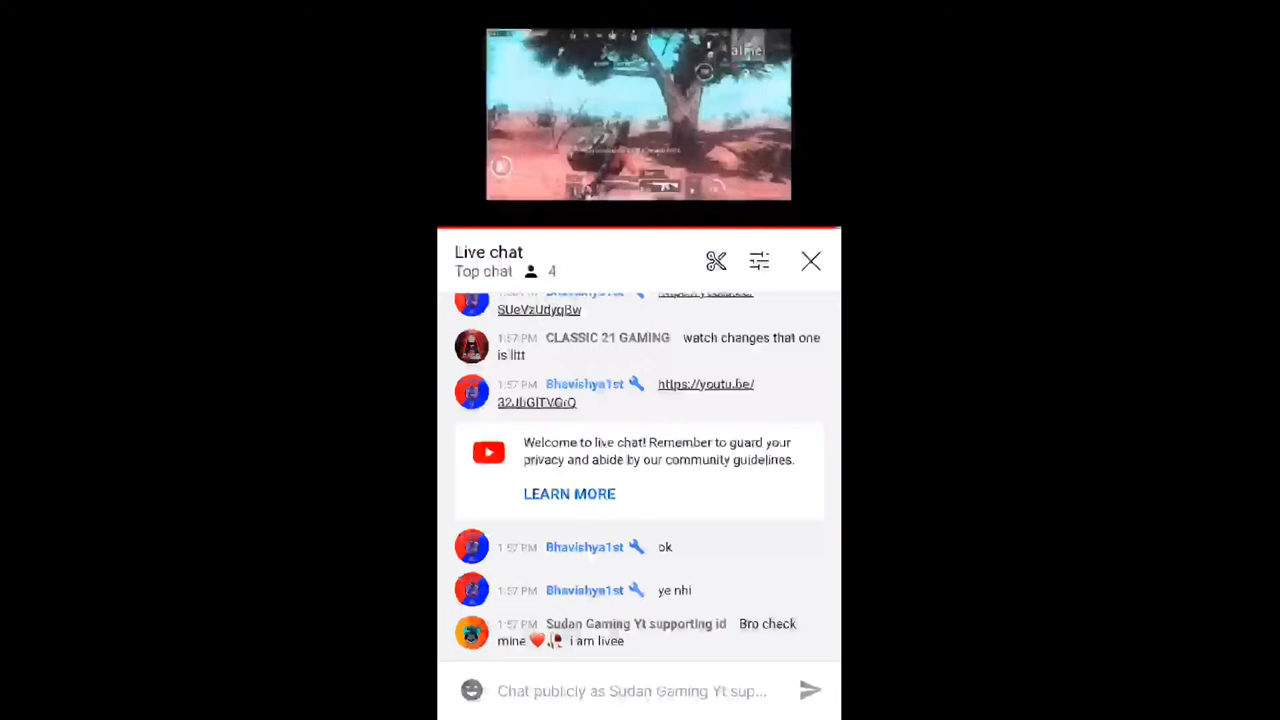 alme
Live chat
Top chat 4
SUeVzUdyqBw
1:57 PM CLASSIC 21 GAMING watch changes that one
is litt
1:57 PM Bhavishya1st https://youtu.be/
32JhGlTVGrQ
Welcome to live chat! Remember to guard your
privacy and abide by our community guidelines.
LEARN MORE
1:57 PM Bhavishya1st ok
1:57 PM Bhavishya1st ye nhi
1:57 PM Sudan Gaming Yt supporting id Bro check
mine ❤️🥀 i am livee
Chat publicly as Sudan Gaming Yt sup...